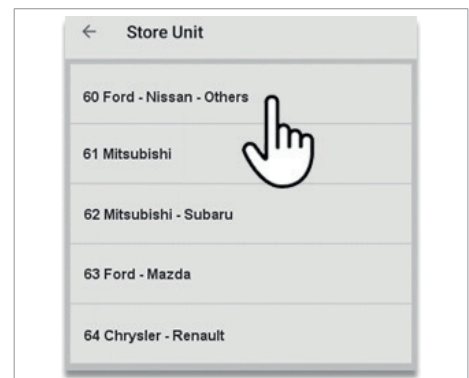 Store Unit
60 Ford - Nissan - Others
61 Mitsubishi
62 Mitsubishi - Subaru
63 Ford - Mazda
64 Chrysler - Renault